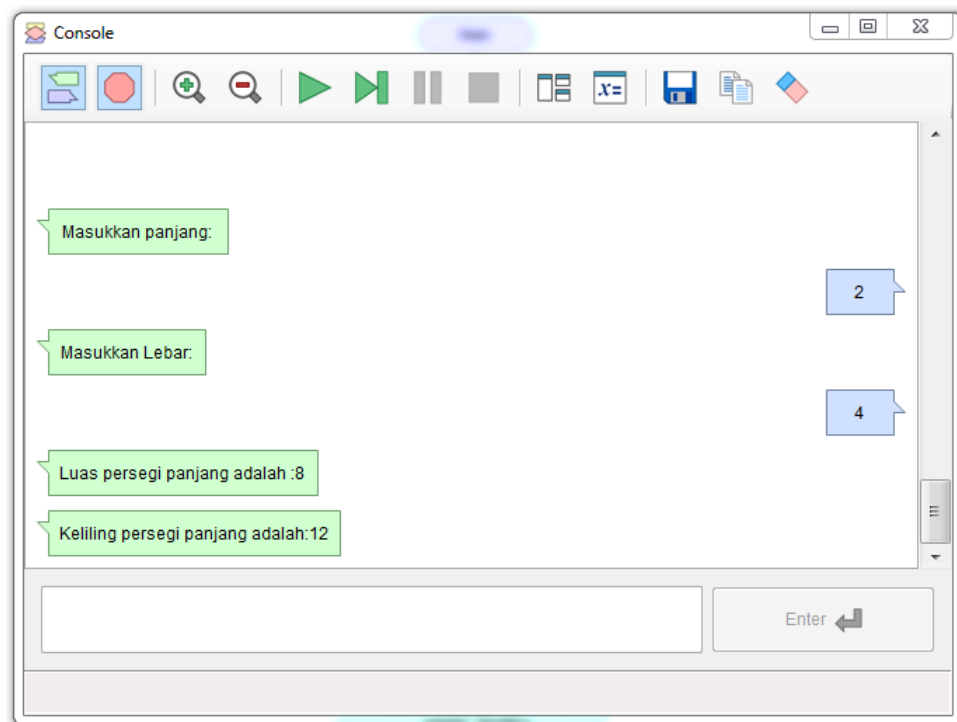 Console
x=
Masukkan panjang:
2
Masukkan Lebar:
4
Luas persegi panjang adalah :8
Keliling persegi panjang adalah:12
Enter